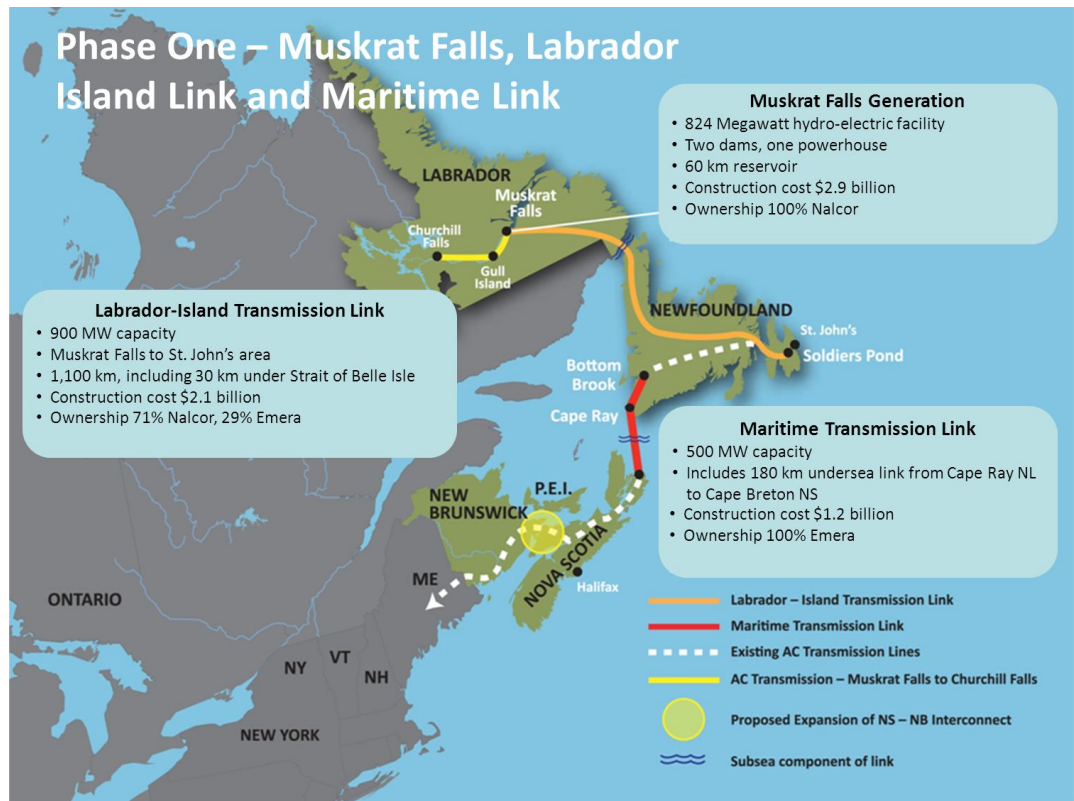 Phase One – Muskrat Falls, Labrador
Island Link and Maritime Link
Muskrat Falls Generation
• 824 Megawatt hydro-electric facility
• Two dams, one powerhouse
• 60 km reservoir
• Construction cost $2.9 billion
• Ownership 100% Nalcor
LABRADOR
Muskrat
Falls
Churchill
Falls
Gull
Island
Labrador-Island Transmission Link
• 900 MW capacity
• Muskrat Falls to St. John’s area
• 1,100 km, including 30 km under Strait of Belle Isle
• Construction cost $2.1 billion
• Ownership 71% Nalcor, 29% Emera
NEWFOUNDLAND
St. John’s
Soldiers Pond
Bottom
Brook
Cape Ray
Maritime Transmission Link
• 500 MW capacity
• Includes 180 km undersea link from Cape Ray NL
to Cape Breton NS
• Construction cost $1.2 billion
• Ownership 100% Emera
NEW
BRUNSWICK
P.E.I.
NOVA SCOTIA
Halifax
ME
ONTARIO
NY
VT
NH
NEW YORK
Labrador – Island Transmission Link
Maritime Transmission Link
Existing AC Transmission Lines
AC Transmission – Muskrat Falls to Churchill Falls
Proposed Expansion of NS – NB Interconnect
Subsea component of link